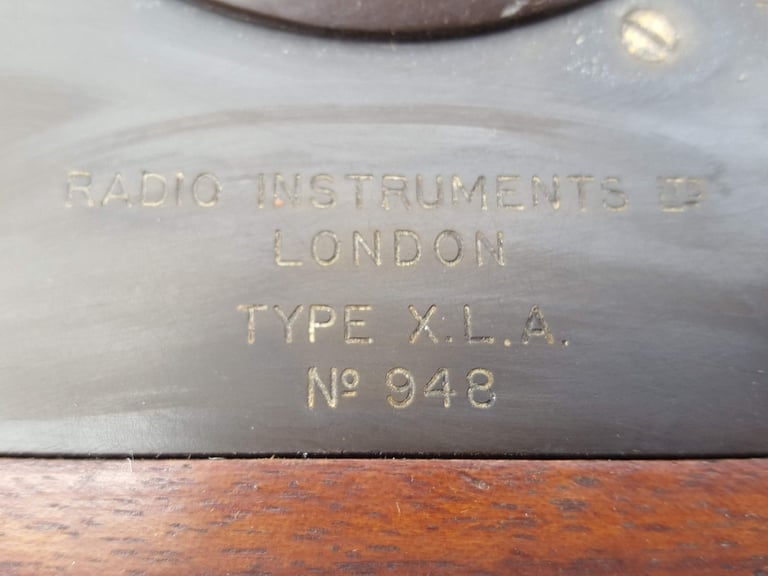 RADIO INSTRUMENTS LTD
LONDON
TYPE X.L.A.
Nº 948